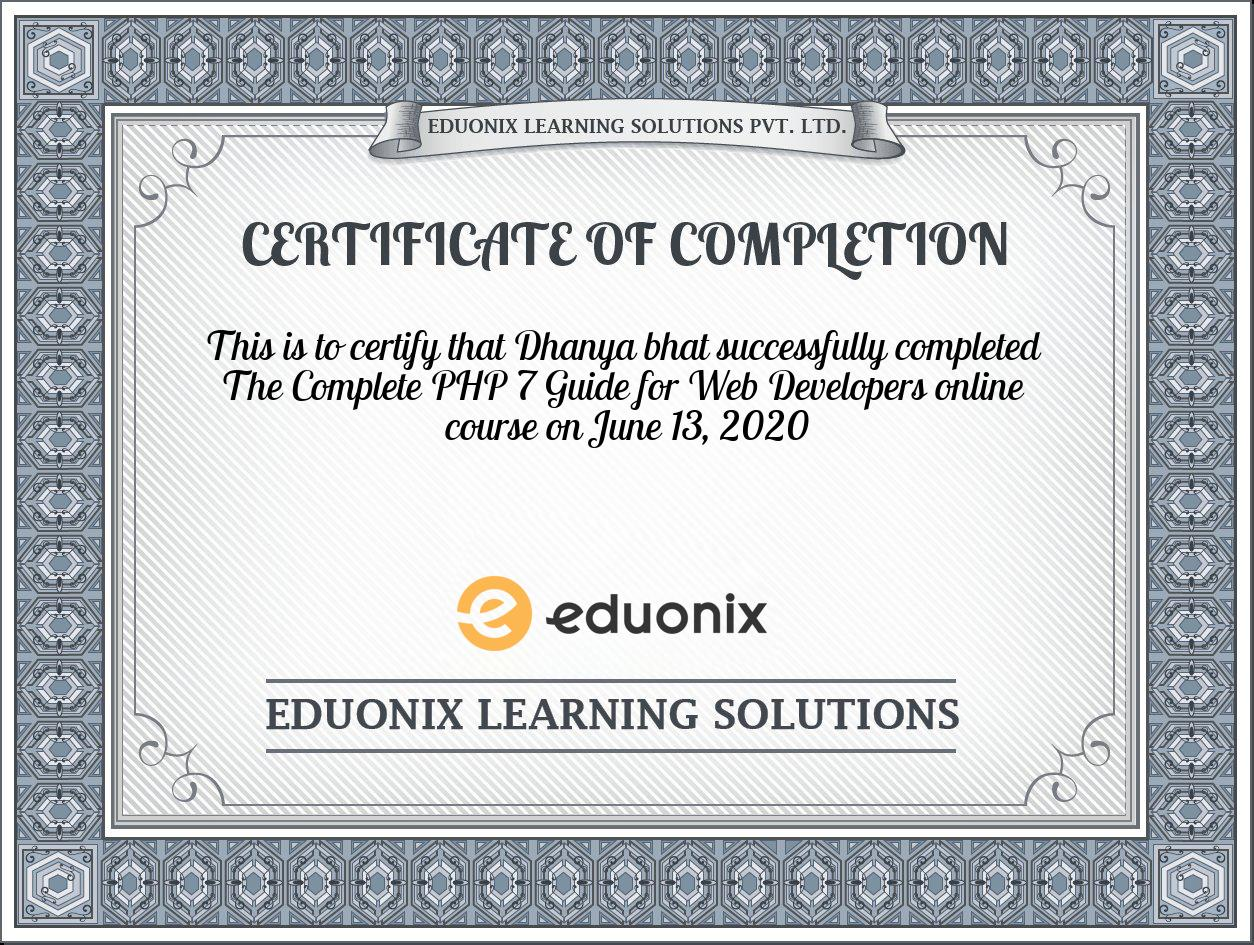 EDUONIX LEARNING SOLUTIONS PVT. LTD.
CERTIFICATE OF COMPLETION
This is to certify that Dhanya bhat successfully completed
The Complete PHP 7 Guide for Web Developers online
course on June 13, 2020
eduonix
EDUONIX LEARNING SOLUTIONS